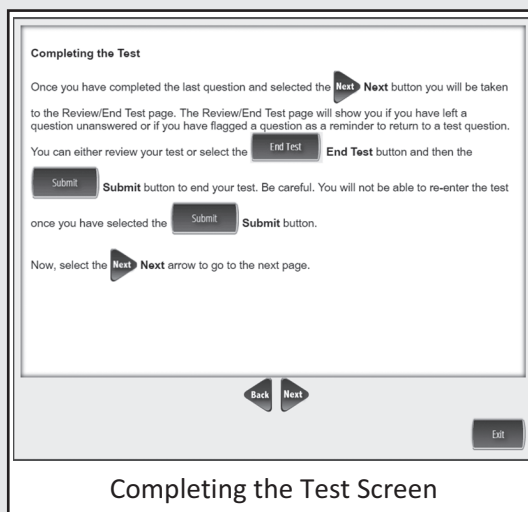 Completing the Test
Once you have completed the last question and selected the Next Next button you will be taken
to the Review/End Test page. The Review/End Test page will show you if you have left a
question unanswered or if you have flagged a question as a reminder to return to a test question.
You can either review your test or select the End Test End Test button and then the
Submit Submit button to end your test. Be careful. You will not be able to re-enter the test
once you have selected the Submit Submit button.
Now, select the Next Next arrow to go to the next page.
Back Next
Exit
Completing the Test Screen